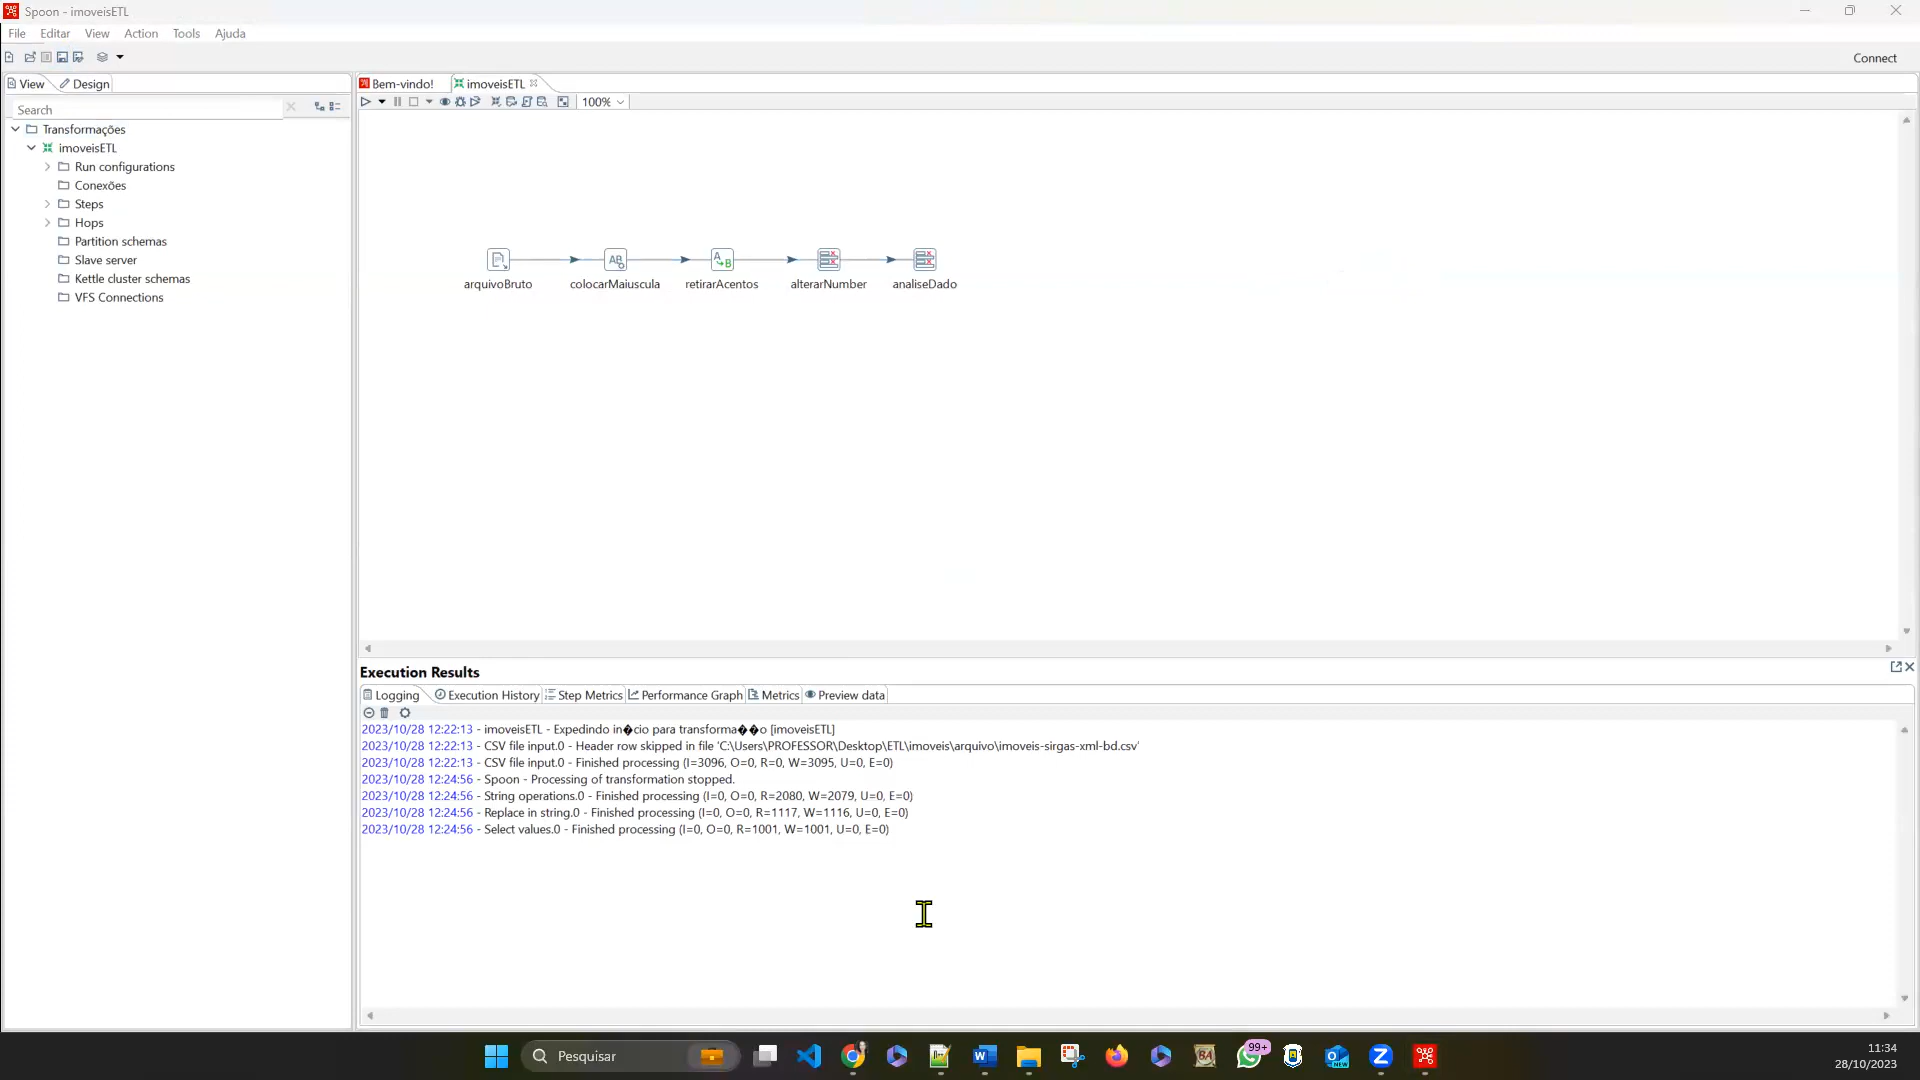 Spoon - imoveisETL
File Editar View Action Tools Ajuda
Connect
View Design
Bem-vindo! imoveisETL
Search
100%
Transformações
imoveisETL
Run configurations
Conexões
Steps
Hops
Partition schemas
Slave server
Kettle cluster schemas
VFS Connections
AB A B
arquivoBruto colocarMaiuscula retirarAcentos alterarNumber analiseDado
Execution Results
Logging Execution History Step Metrics Performance Graph Metrics Preview data
2023/10/28 12:22:13 - imoveisETL - Expedindo in�cio para transforma��o [imoveisETL]
2023/10/28 12:22:13 - CSV file input.0 - Header row skipped in file 'C:\Users\PROFESSOR\Desktop\ETL\imoveis\arquivo\imoveis-sirgas-xml-bd.csv'
2023/10/28 12:22:13 - CSV file input.0 - Finished processing (I=3096, O=0, R=0, W=3095, U=0, E=0)
2023/10/28 12:24:56 - Spoon - Processing of transformation stopped.
2023/10/28 12:24:56 - String operations.0 - Finished processing (I=0, O=0, R=2080, W=2079, U=0, E=0)
2023/10/28 12:24:56 - Replace in string.0 - Finished processing (I=0, O=0, R=1117, W=1116, U=0, E=0)
2023/10/28 12:24:56 - Select values.0 - Finished processing (I=0, O=0, R=1001, W=1001, U=0, E=0)
Pesquisar
W
BA
99+
NEW
Z
11:34
28/10/2023